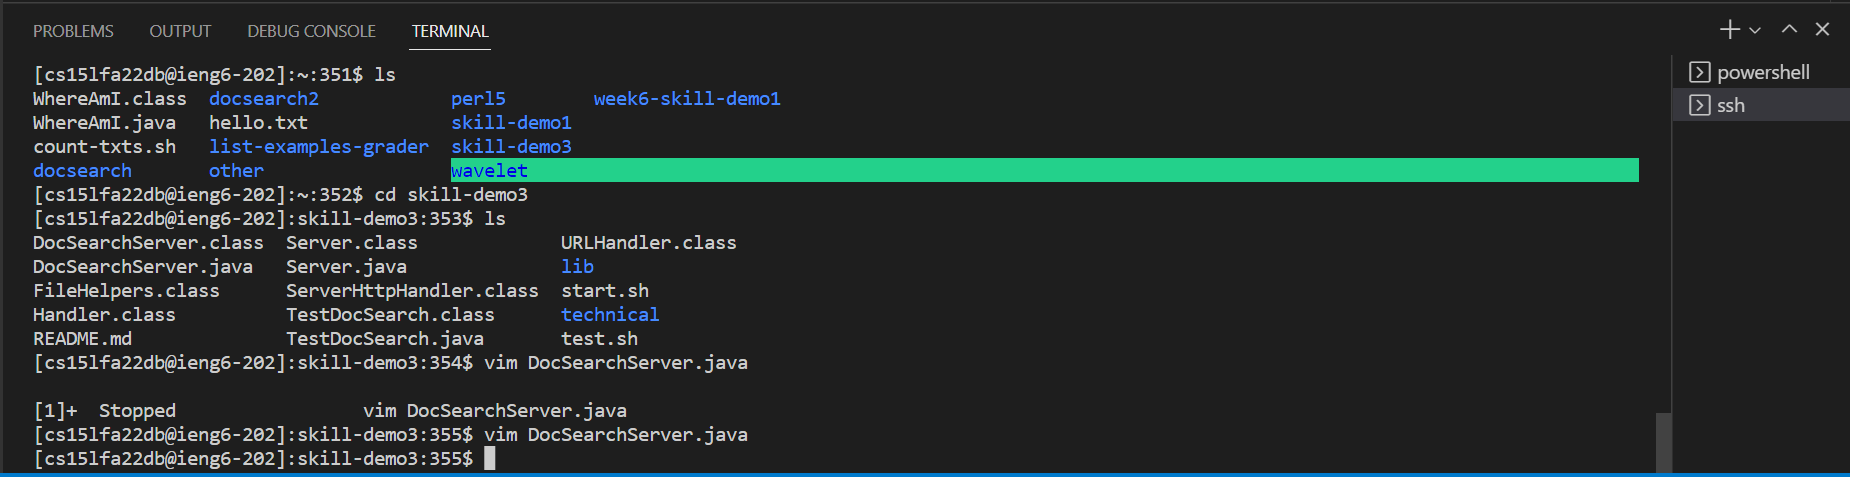 PROBLEMS OUTPUT DEBUG CONSOLE TERMINAL
[cs15lfa22db@ieng6-202]:~:351$ ls
WhereAmI.class  docsearch2            perl5        week6-skill-demo1
WhereAmI.java   hello.txt             skill-demo1
count-txts.sh   list-examples-grader  skill-demo3
docsearch       other                 wavelet
[cs15lfa22db@ieng6-202]:~:352$ cd skill-demo3
[cs15lfa22db@ieng6-202]:skill-demo3:353$ ls
DocSearchServer.class  Server.class             URLHandler.class
DocSearchServer.java   Server.java              lib
FileHelpers.class      ServerHttpHandler.class  start.sh
Handler.class          TestDocSearch.class      technical
README.md              TestDocSearch.java       test.sh
[cs15lfa22db@ieng6-202]:skill-demo3:354$ vim DocSearchServer.java
[1]+  Stopped                 vim DocSearchServer.java
[cs15lfa22db@ieng6-202]:skill-demo3:355$ vim DocSearchServer.java
[cs15lfa22db@ieng6-202]:skill-demo3:355$
powershell
ssh